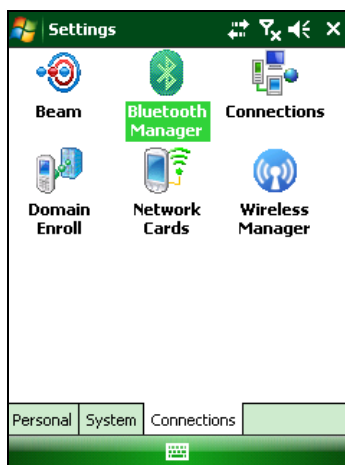 Settings
Beam
Bluetooth
Manager
Connections
Domain
Enroll
Network
Cards
Wireless
Manager
Personal
System
Connections